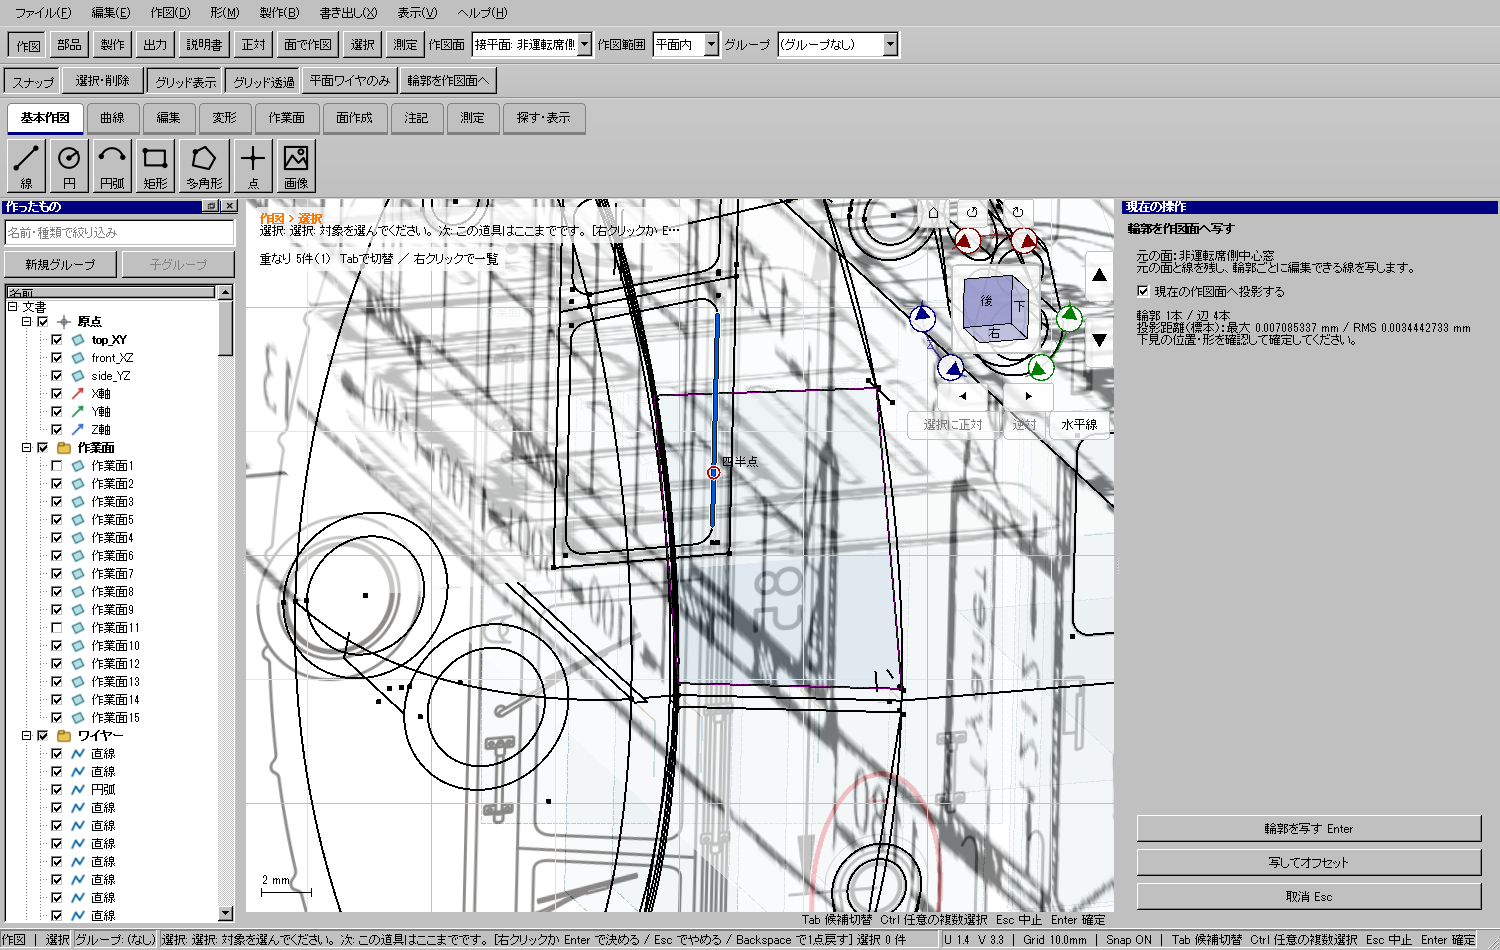 ファイル(F) 編集(E) 作図(D) 形(M) 製作(B) 書き出し(X) 表示(V) ヘルプ(H)
作図 部品 製作 出力 説明書 正対 面で作図 選択 測定 作図面 接平面: 非運転席側 作図範囲 平面内 グループ (グループなし)
スナップ 選択・削除 グリッド表示 グリッド透過 平面ワイヤのみ 輪郭を作図面へ
基本作図 曲線 編集 変形 作業面 面作成 注記 測定 探す・表示
線 円 円弧 矩形 多角形 点 画像
作ったもの
名前・種類で絞り込み
新規グループ 子グループ
名前
文書
原点
top_XY
front_XZ
side_YZ
X軸
Y軸
Z軸
作業面
作業面1
作業面2
作業面3
作業面5
作業面4
作業面6
作業面7
作業面8
作業面9
作業面11
作業面10
作業面12
作業面13
作業面14
作業面15
ワイヤー
直線
直線
円弧
直線
直線
直線
直線
直線
直線
直線
作図 > 選択
選択: 選択: 対象を選んでください。次: この道具はここまでです。 [右クリックか E…
重なり 5件(1) Tabで切替 / 右クリックで一覧
後
下
右
Z
選択に正対 逆対 水平線
四半点
2 mm
Tab 候補切替 Ctrl 任意の複数選択 Esc 中止 Enter 確定
現在の操作
輪郭を作図面へ写す
元の面: 非運転席側中心窓
元の面と線を残し、輪郭ごとに編集できる線を写します。
現在の作図面へ投影する
輪郭 1本 / 辺 4本
投影距離(標本): 最大 0.007085337 mm / RMS 0.0034442733 mm
下見の位置・形を確認して確定してください。
輪郭を写す Enter
写してオフセット
取消 Esc
作図 | 選択 グループ: (なし) 選択: 選択: 対象を選んでください。次: この道具はここまでです。 [右クリックか Enter で決める / Esc でやめる / Backspace で1点戻す] 選択 0 件 U 1.4 V 3.3 | Grid 10.0mm | Snap ON | Tab 候補切替 Ctrl 任意の複数選択 Esc 中止 Enter 確定